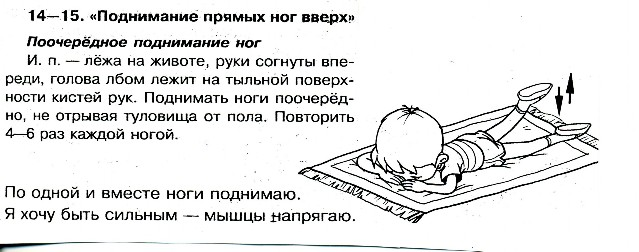 14—15. «Поднимание прямых ног вверх»
Поочерёдное поднимание ног
И. п. — лёжа на животе, руки согнуты впе-
реди, голова лбом лежит на тыльной поверх-
ности кистей рук. Поднимать ноги поочерёд-
но, не отрывая туловища от пола. Повторить
4—6 раз каждой ногой.
По одной и вместе ноги поднимаю.
Я хочу быть сильным — мышцы напрягаю.